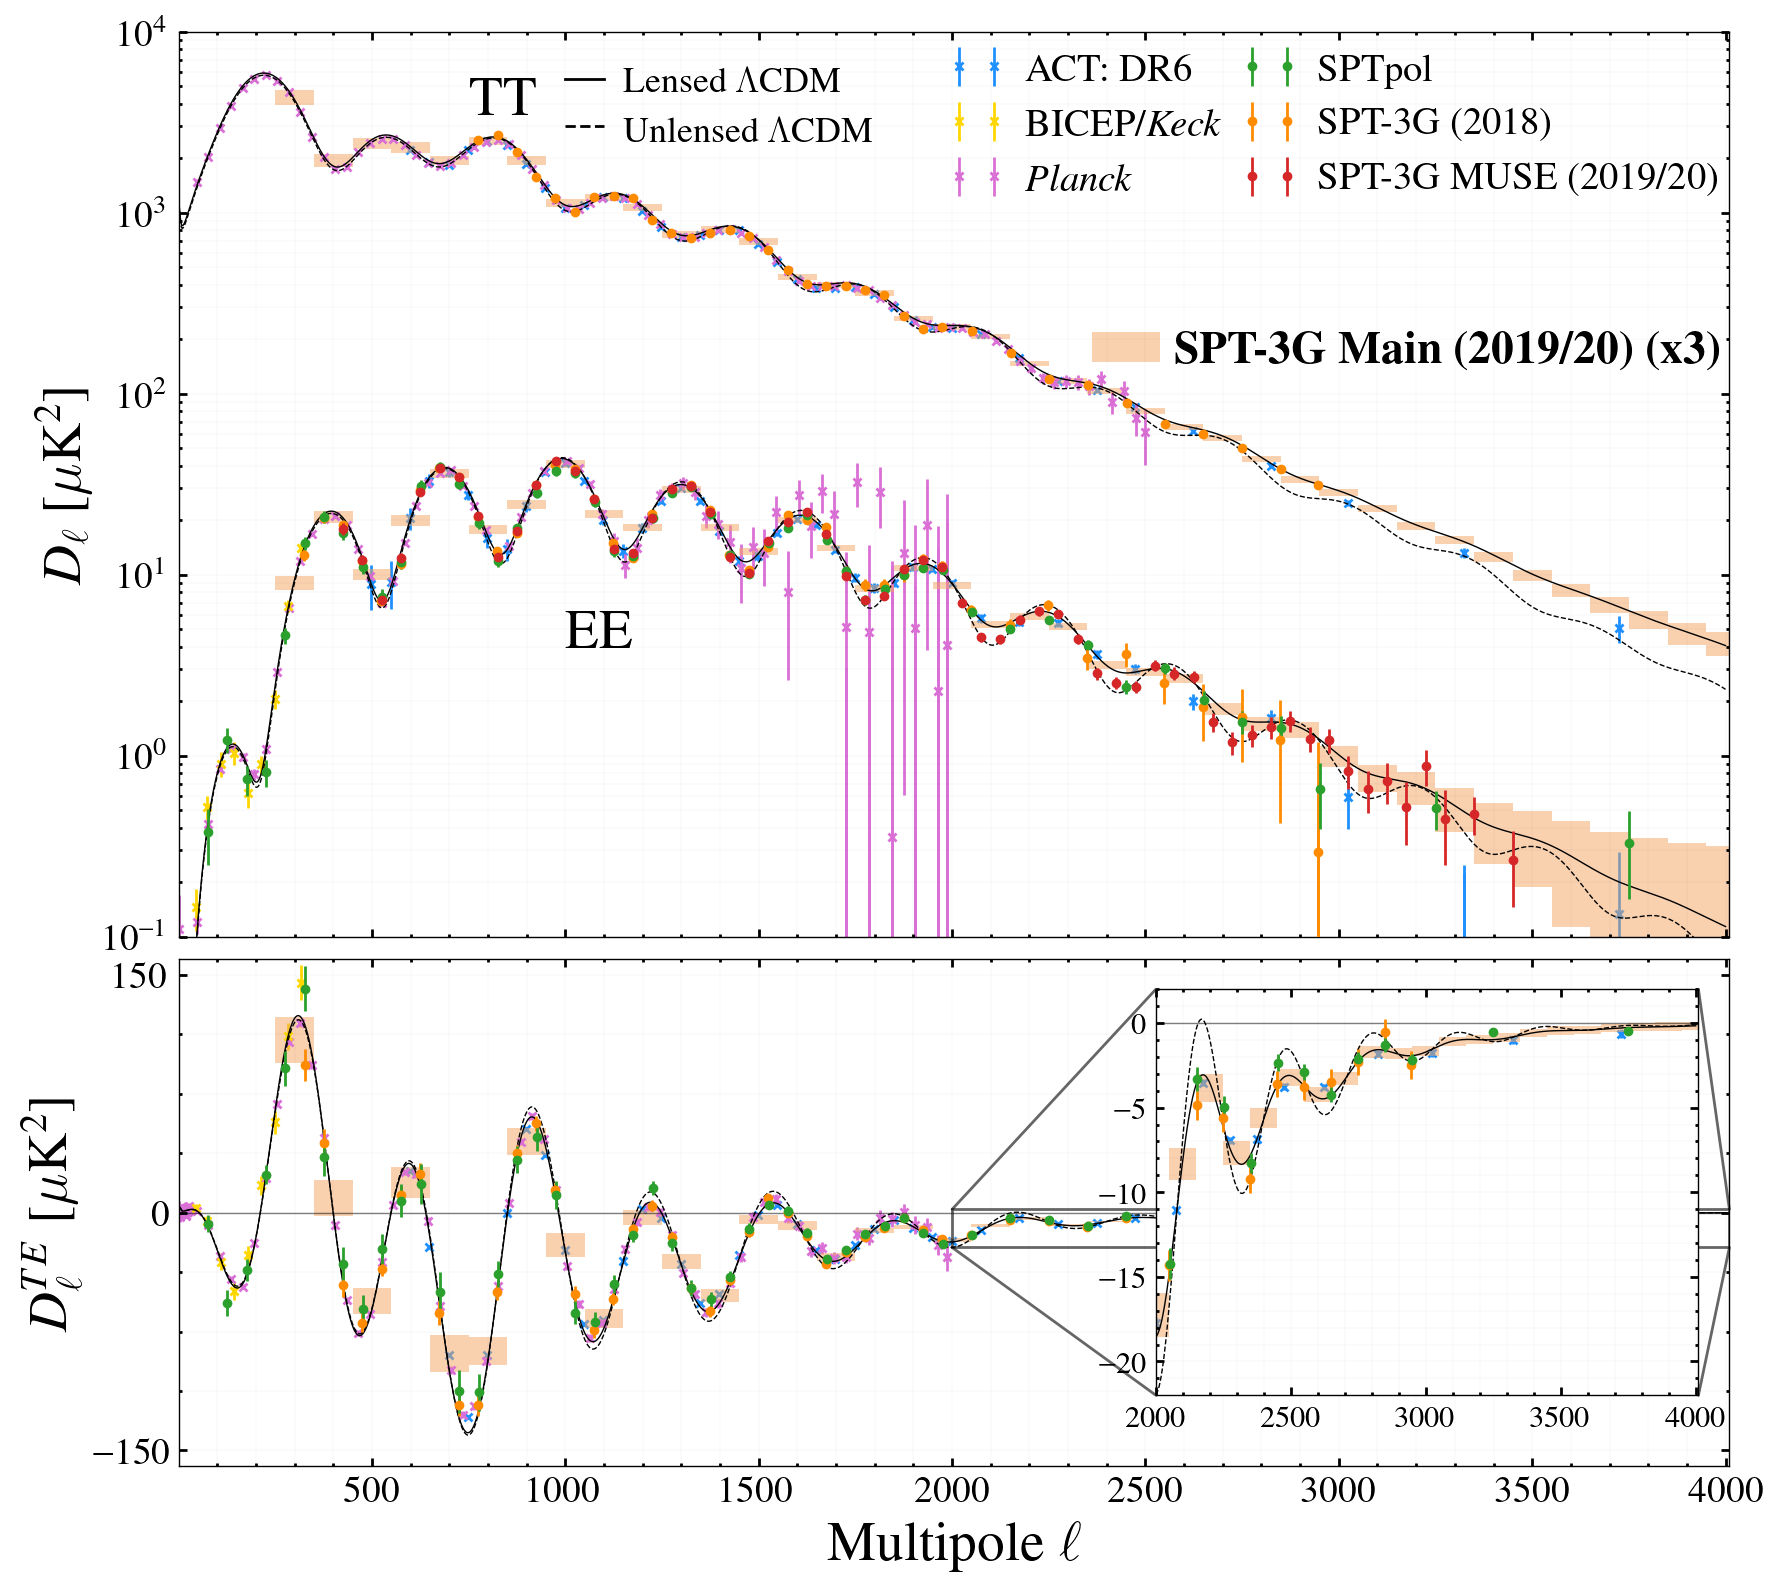 10^4
10^3
10^2
10^1
10^0
10^−1
D_ℓ [μK^2]
TT
Lensed ΛCDM
Unlensed ΛCDM
ACT: DR6
BICEP/Keck
Planck
SPTpol
SPT-3G (2018)
SPT-3G MUSE (2019/20)
SPT-3G Main (2019/20) (x3)
EE
150
0
−150
D_ℓ^TE [μK^2]
0
−5
−10
−15
−20
2000 2500 3000 3500 4000
500 1000 1500 2000 2500 3000 3500 4000
Multipole ℓ